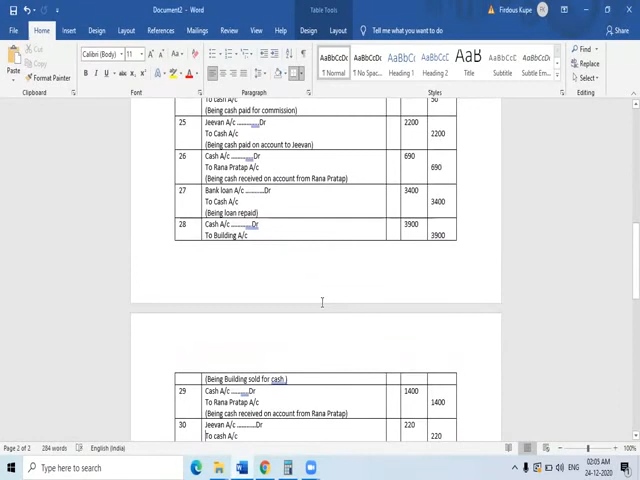 Document2 - Word
Table Tools
Firdous Kupe
FK
File Home Insert Design Layout References Mailings Review View Help Design Layout Tell me what you want to do
Share
Cut
Copy
Paste
Format Painter
Calibri (Body) 11
B I U
AaBbCcDc AaBbCcDc AaBbCc AaBbCcC AaB AaBbCcC AaBbCcDc
¶ Normal ¶ No Spac... Heading 1 Heading 2 Title Subtitle Subtle Em...
Find
Replace
Select
Clipboard Font Paragraph Styles Editing
To Cash A/c 50
(Being cash paid for commission)
25 Jeevan A/c ............Dr 2200
To Cash A/c 2200
(Being cash paid on account to Jeevan)
26 Cash A/c ............Dr 690
To Rana Pratap A/c 690
(Being cash received on account from Rana Pratap)
27 Bank loan A/c ............Dr 3400
To Cash A/c 3400
(Being loan repaid)
28 Cash A/c ............Dr 3900
To Building A/c 3900
(Being Building sold for cash )
29 Cash A/c ............Dr 1400
To Rana Pratap A/c 1400
(Being cash received on account from Rana Pratap)
30 Jeevan A/c ............Dr 220
To cash A/c 220
Page 2 of 2 284 words English (India) 100%
Type here to search
ENG
02:05 AM
24-12-2020